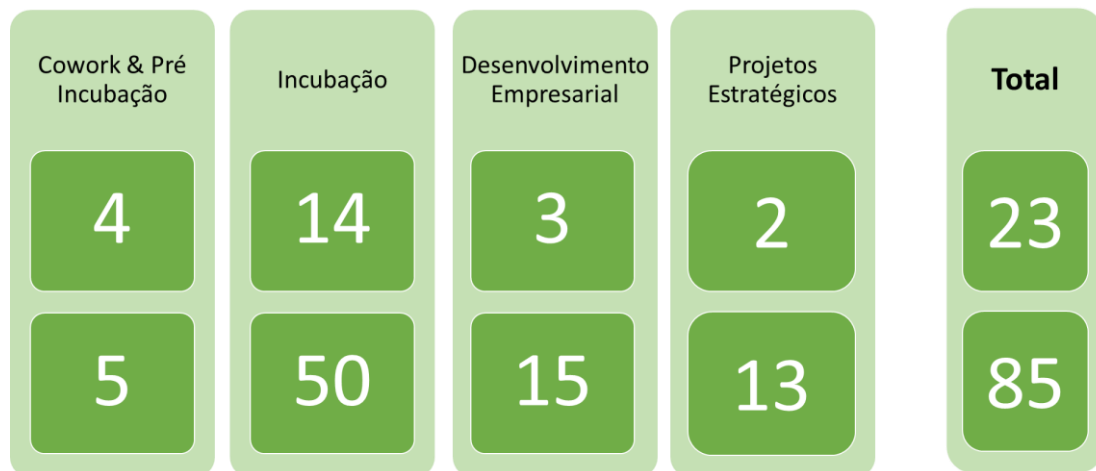 Cowork & Pré
Incubação
Incubação
Desenvolvimento
Empresarial
Projetos
Estratégicos
Total
4
14
3
2
23
5
50
15
13
85